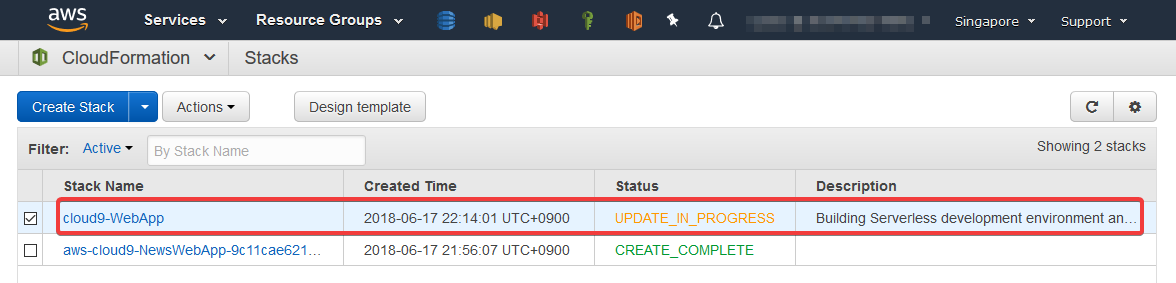 aws Services Resource Groups Singapore Support
CloudFormation Stacks
Create Stack Actions Design template
Filter: Active By Stack Name Showing 2 stacks
Stack Name Created Time Status Description
cloud9-WebApp 2018-06-17 22:14:01 UTC+0900 UPDATE_IN_PROGRESS Building Serverless development environment an...
aws-cloud9-NewsWebApp-9c11cae621... 2018-06-17 21:56:07 UTC+0900 CREATE_COMPLETE